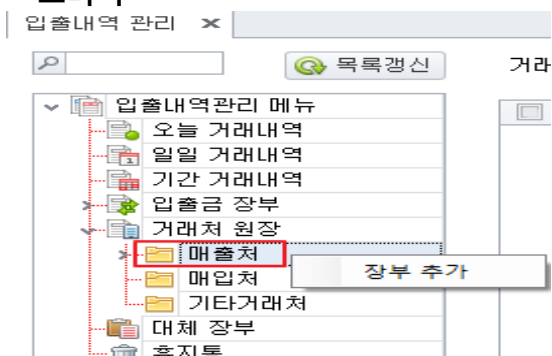 입출내역 관리 ×
목록갱신 거래
입출내역관리 메뉴
오늘 거래내역
일일 거래내역
기간 거래내역
입출금 장부
거래처 원장
매출처
장부 추가
매입처
기타거래처
대체 장부
휴지통